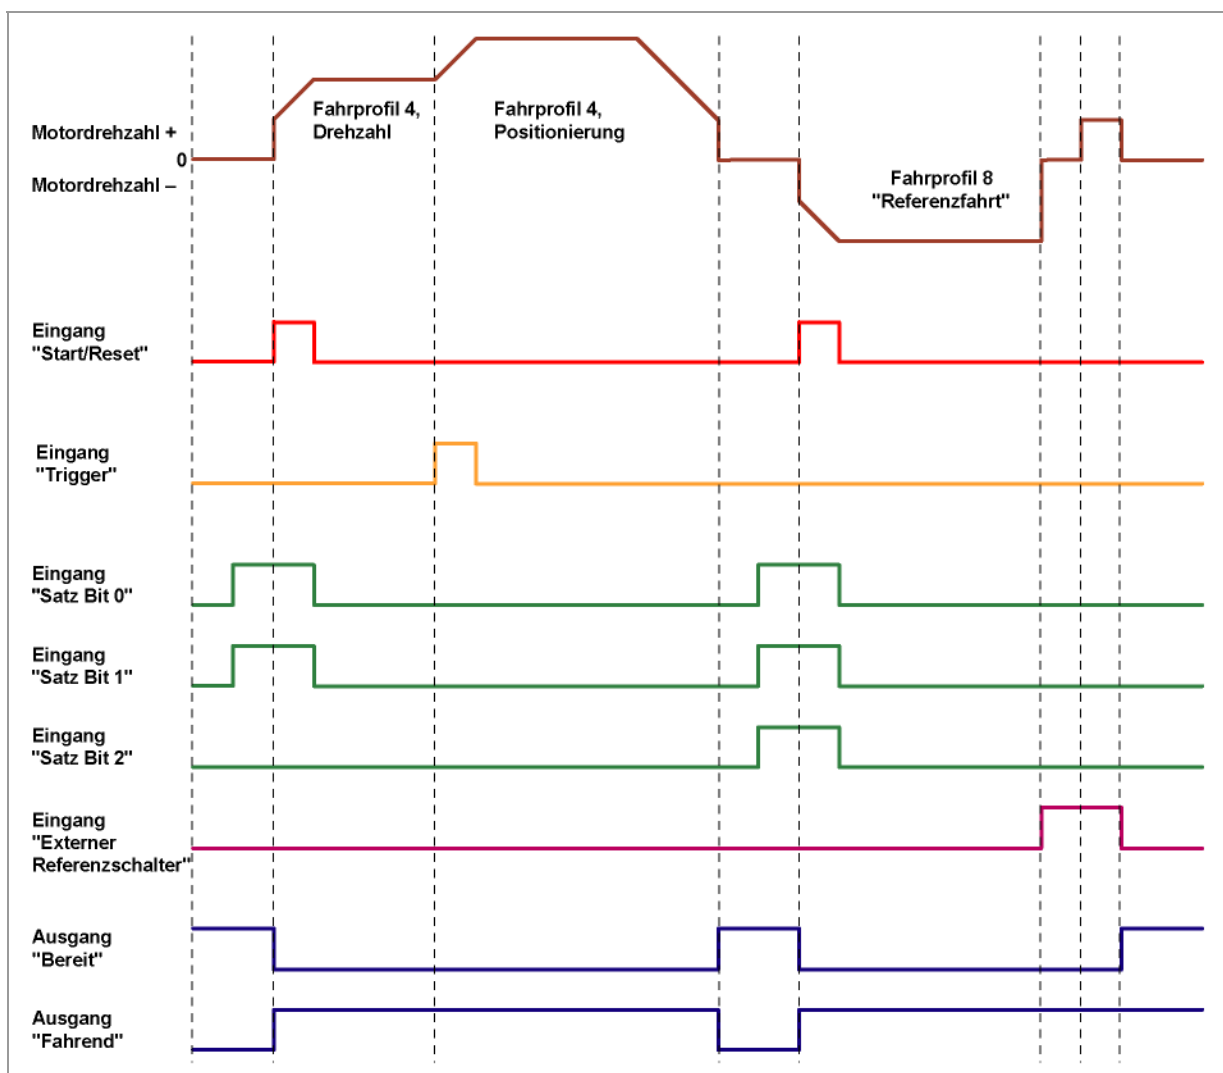 Fahrprofil 4,
Drehzahl
Fahrprofil 4,
Positionierung
Motordrehzahl +
0
Motordrehzahl –
Fahrprofil 8
"Referenzfahrt"
Eingang
"Start/Reset"
Eingang
"Trigger"
Eingang
"Satz Bit 0"
Eingang
"Satz Bit 1"
Eingang
"Satz Bit 2"
Eingang
"Externer
Referenzschalter"
Ausgang
"Bereit"
Ausgang
"Fahrend"